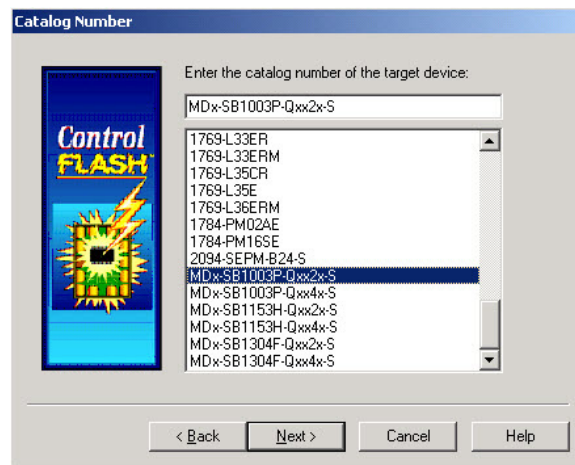 Catalog Number
Enter the catalog number of the target device:
MDx-SB1003P-Qxx2x-S
Control
FLASH
1769-L33ER
1769-L33ERM
1769-L35CR
1769-L35E
1769-L36ERM
1784-PM02AE
1784-PM16SE
2094-SEPM-B24-S
MDx-SB1003P-Qxx2x-S
MDx-SB1003P-Qxx4x-S
MDx-SB1153H-Qxx2x-S
MDx-SB1153H-Qxx4x-S
MDx-SB1304F-Qxx2x-S
MDx-SB1304F-Qxx4x-S
< Back Next > Cancel Help